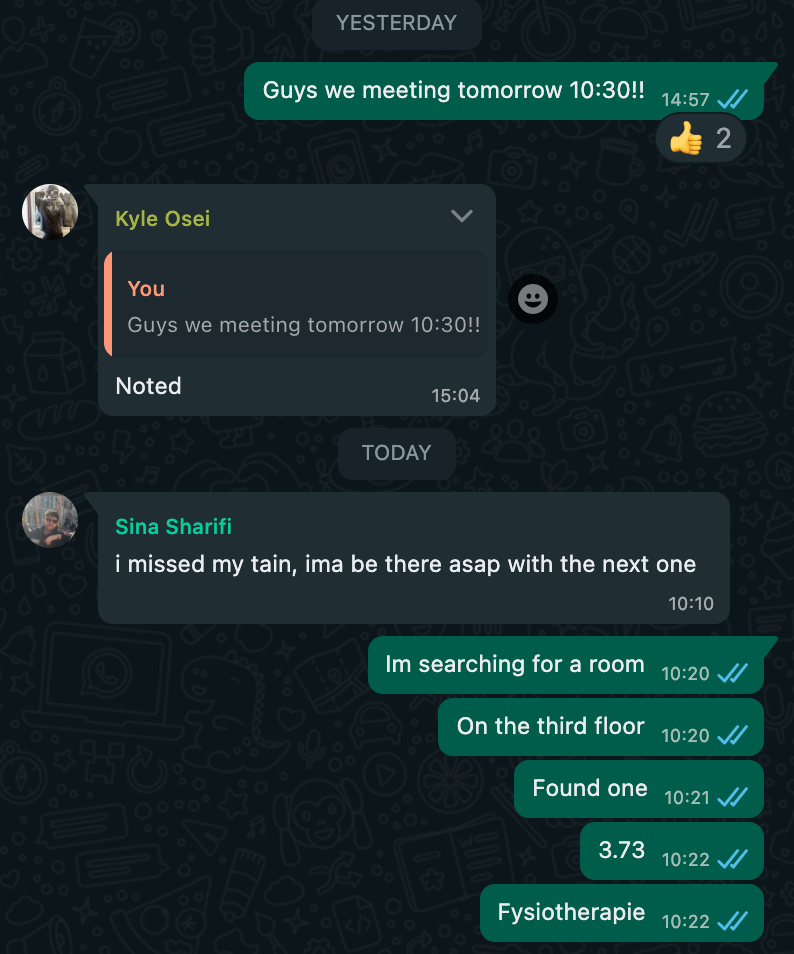 YESTERDAY
Guys we meeting tomorrow 10:30!! 14:57
👍 2
Kyle Osei
You
Guys we meeting tomorrow 10:30!!
Noted 15:04
TODAY
Sina Sharifi
i missed my tain, ima be there asap with the next one
10:10
Im searching for a room 10:20
On the third floor 10:20
Found one 10:21
3.73 10:22
Fysiotherapie 10:22